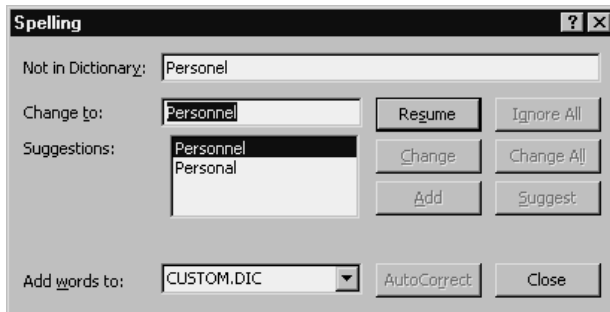 Spelling ? X
Not in Dictionary: Personel
Change to: Personnel Resume Ignore All
Suggestions: Personnel Change Change All
Personal
Add Suggest
Add words to: CUSTOM.DIC AutoCorrect Close